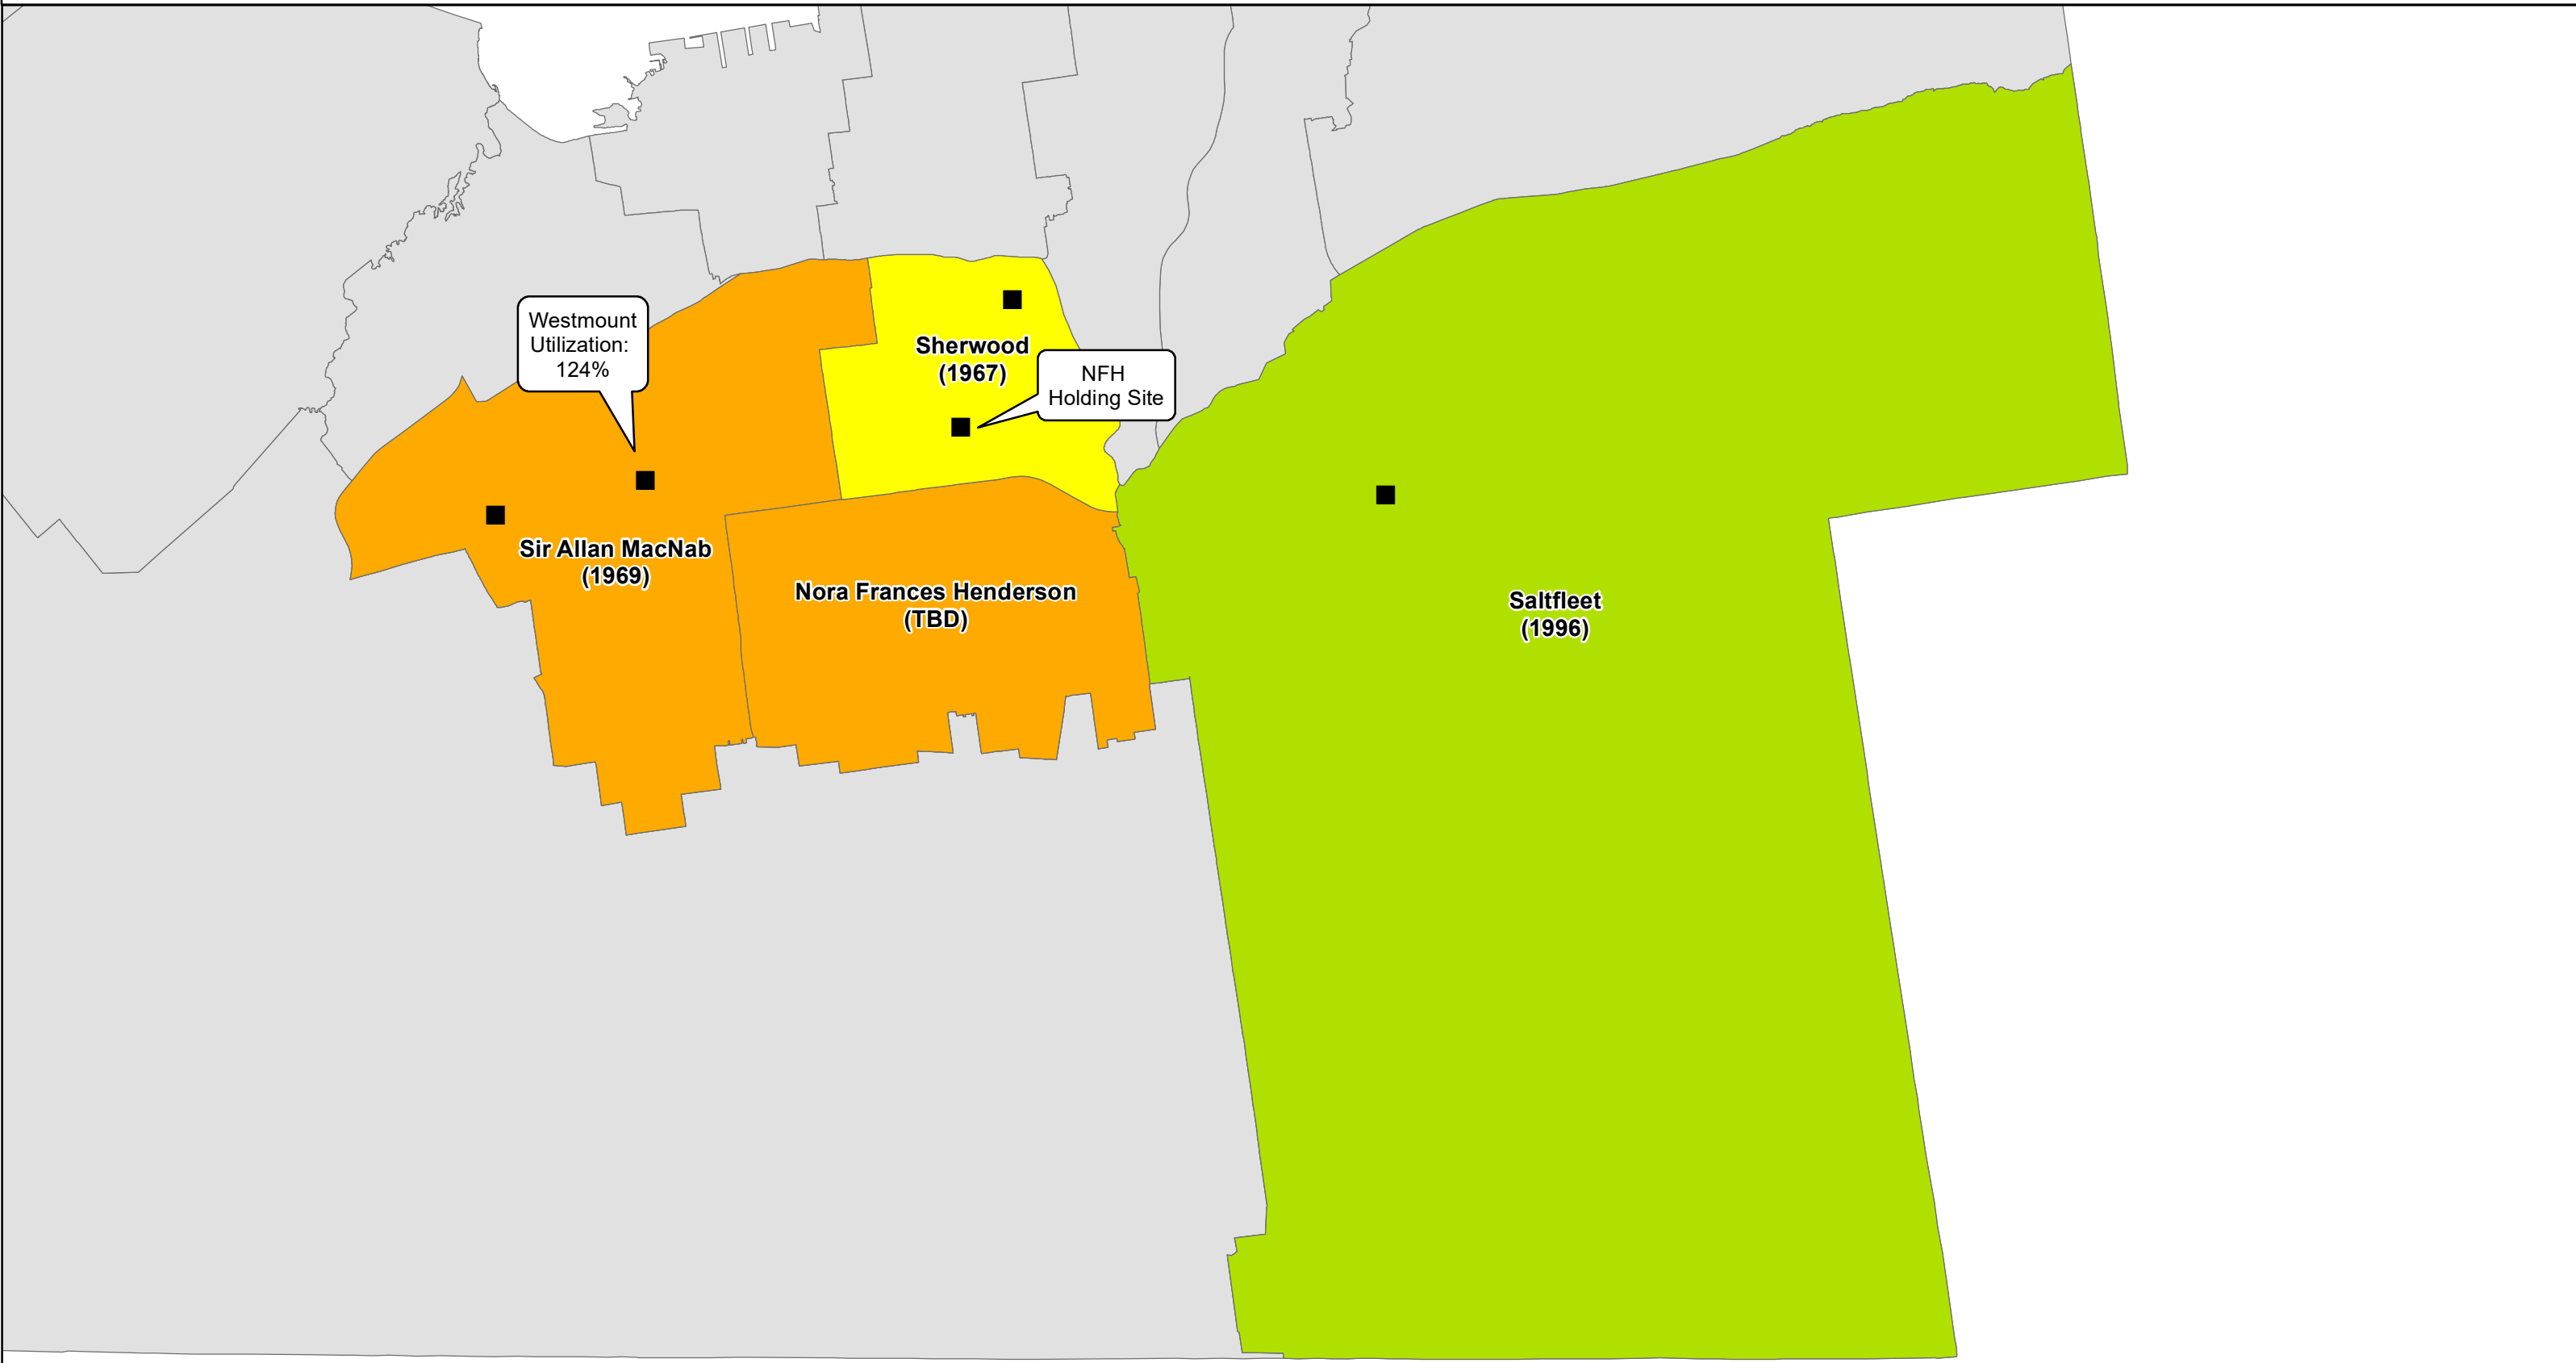 Westmount
Utilization:
124%
Sherwood
(1967)
NFH
Holding Site
Sir Allan MacNab
(1969)
Nora Frances Henderson
(TBD)
Saltfleet
(1996)